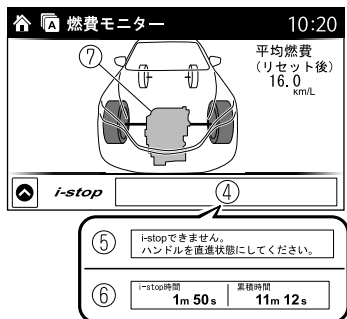 A 燃費モニター 10:20
⑦
平均燃費
(リセット後)
16.0
km/L
i-stop ④
⑤ i-stopできません。
ハンドルを直進状態にしてください。
⑥ i-stop時間 累積時間
1m 50s 11m 12s